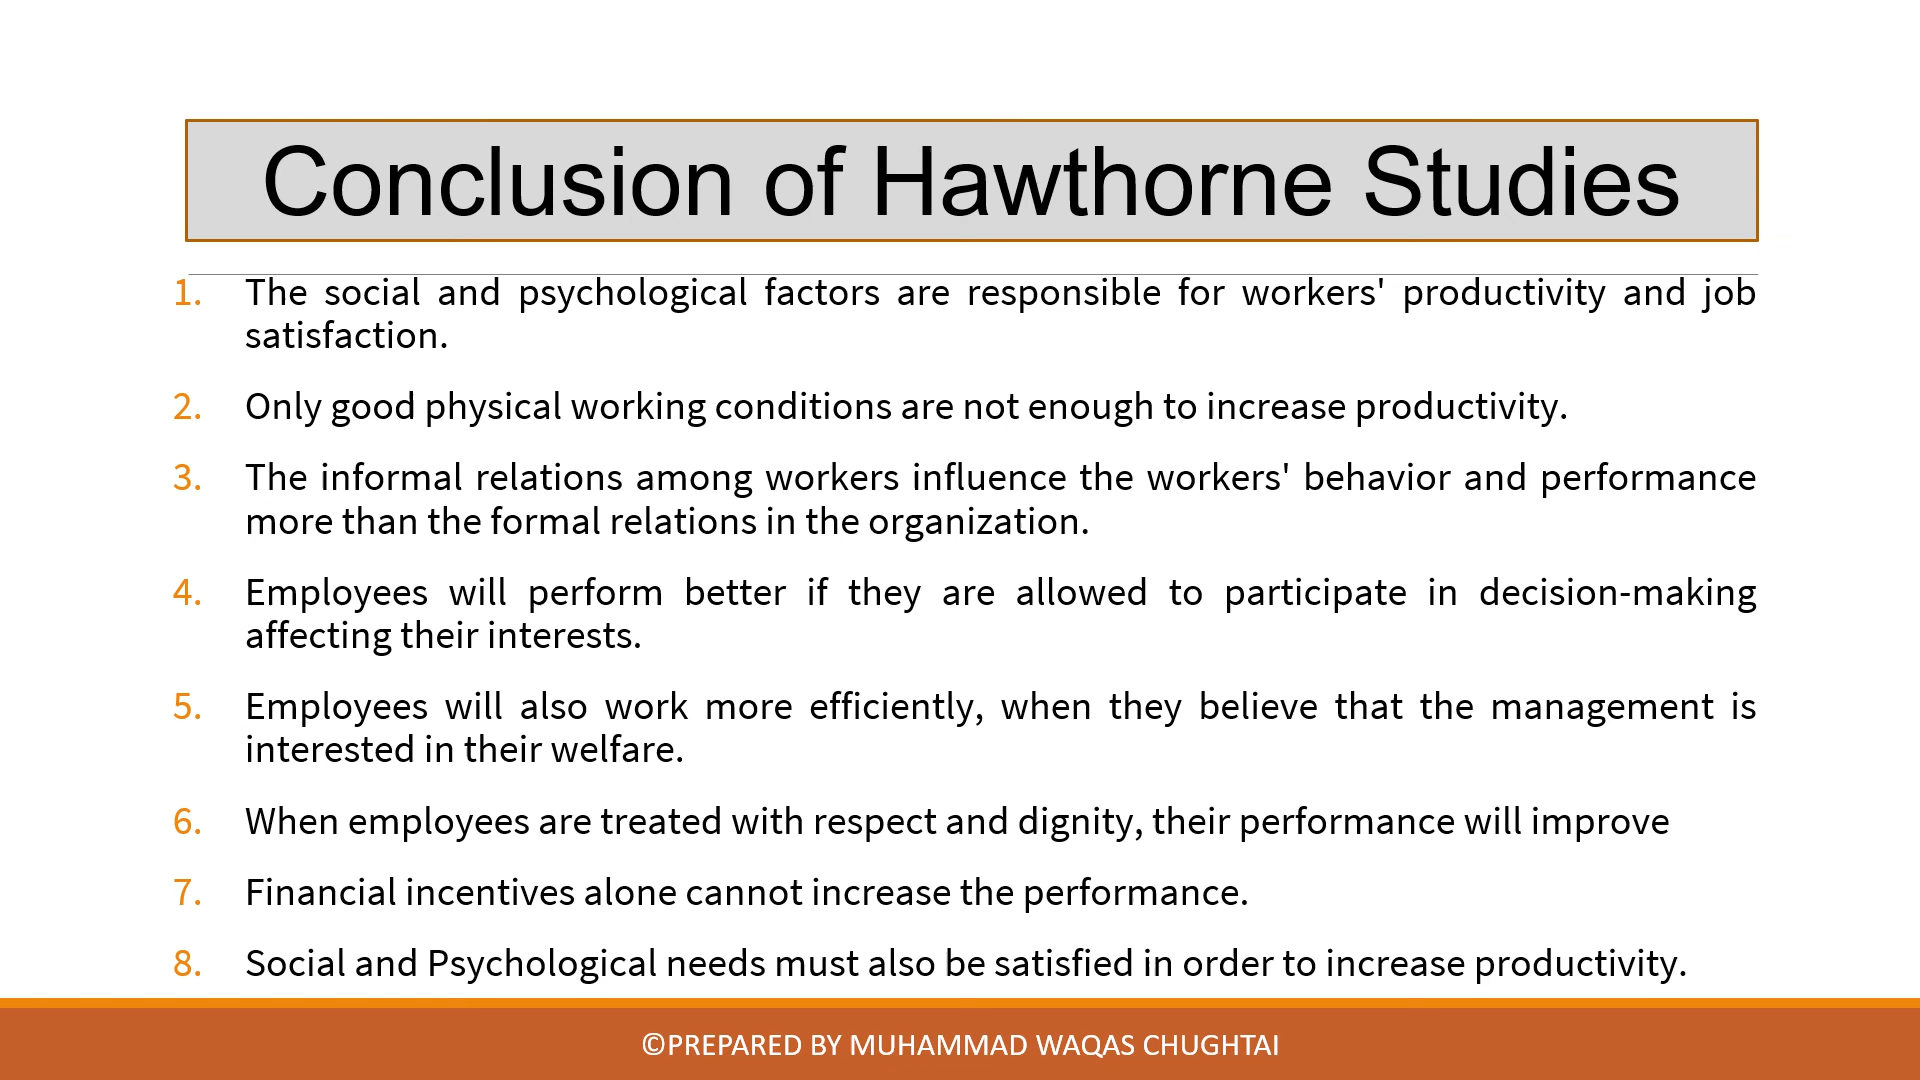 Conclusion of Hawthorne Studies
1. The social and psychological factors are responsible for workers' productivity and job
satisfaction.
2. Only good physical working conditions are not enough to increase productivity.
3. The informal relations among workers influence the workers' behavior and performance
more than the formal relations in the organization.
4. Employees will perform better if they are allowed to participate in decision-making
affecting their interests.
5. Employees will also work more efficiently, when they believe that the management is
interested in their welfare.
6. When employees are treated with respect and dignity, their performance will improve
7. Financial incentives alone cannot increase the performance.
8. Social and Psychological needs must also be satisfied in order to increase productivity.
©PREPARED BY MUHAMMAD WAQAS CHUGHTAI